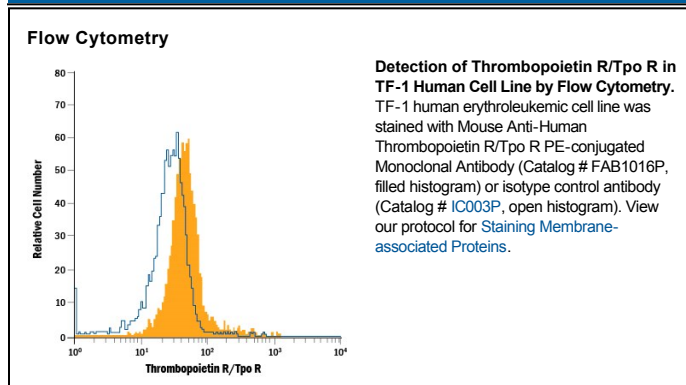 Flow Cytometry
80
70
60
50
40
30
20
10
0
Relative Cell Number
10⁰
10¹
10²
10³
10⁴
Thrombopoietin R/Tpo R
Detection of Thrombopoietin R/Tpo R in
TF-1 Human Cell Line by Flow Cytometry.
TF-1 human erythroleukemic cell line was
stained with Mouse Anti-Human
Thrombopoietin R/Tpo R PE-conjugated
Monoclonal Antibody (Catalog # FAB1016P,
filled histogram) or isotype control antibody
(Catalog # IC003P, open histogram). View
our protocol for Staining Membrane-
associated Proteins.